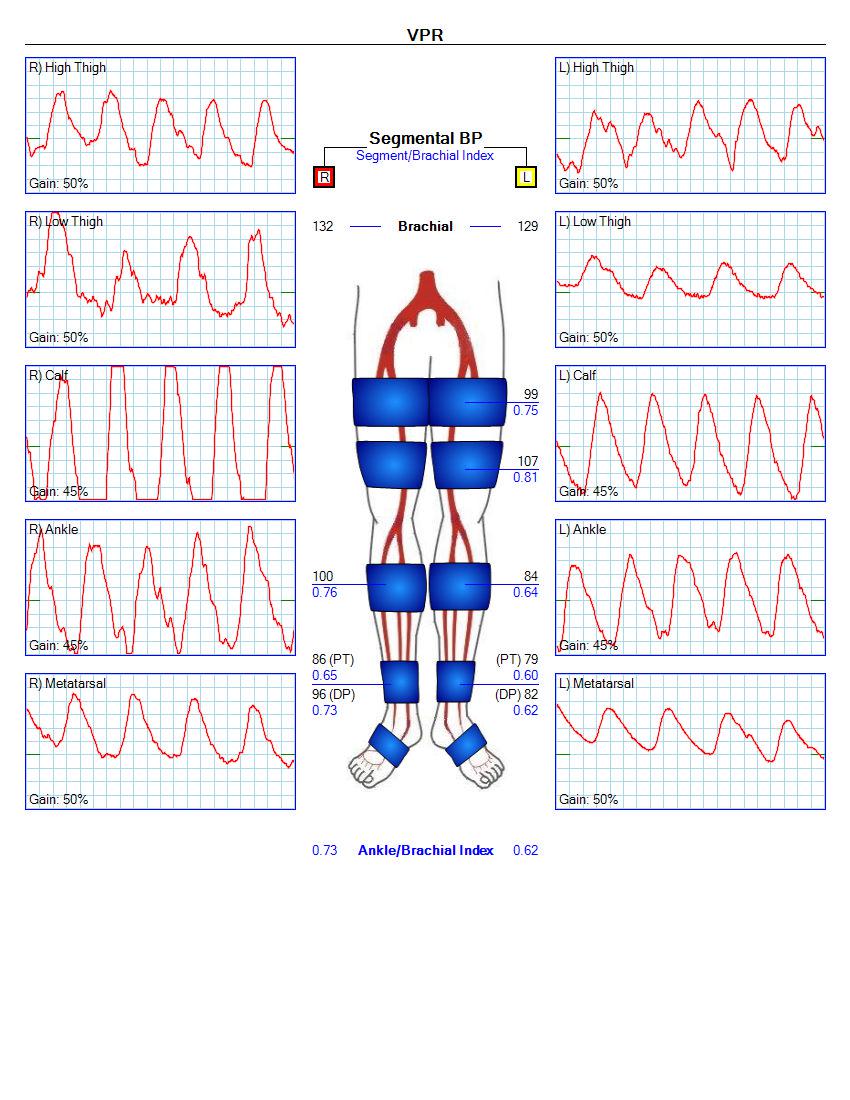 VPR
R) High Thigh
Gain: 50%
L) High Thigh
Gain: 50%
Segmental BP
Segment/Brachial Index
R
L
132 Brachial 129
R) Low Thigh
Gain: 50%
L) Low Thigh
Gain: 50%
R) Calf
Gain: 45%
L) Calf
Gain: 45%
99
0.75
107
0.81
R) Ankle
Gain: 45%
L) Ankle
Gain: 45%
100
0.76
84
0.64
R) Metatarsal
Gain: 50%
L) Metatarsal
Gain: 50%
86 (PT)
0.65
96 (DP)
0.73
(PT) 79
0.60
(DP) 82
0.62
0.73 Ankle/Brachial Index 0.62